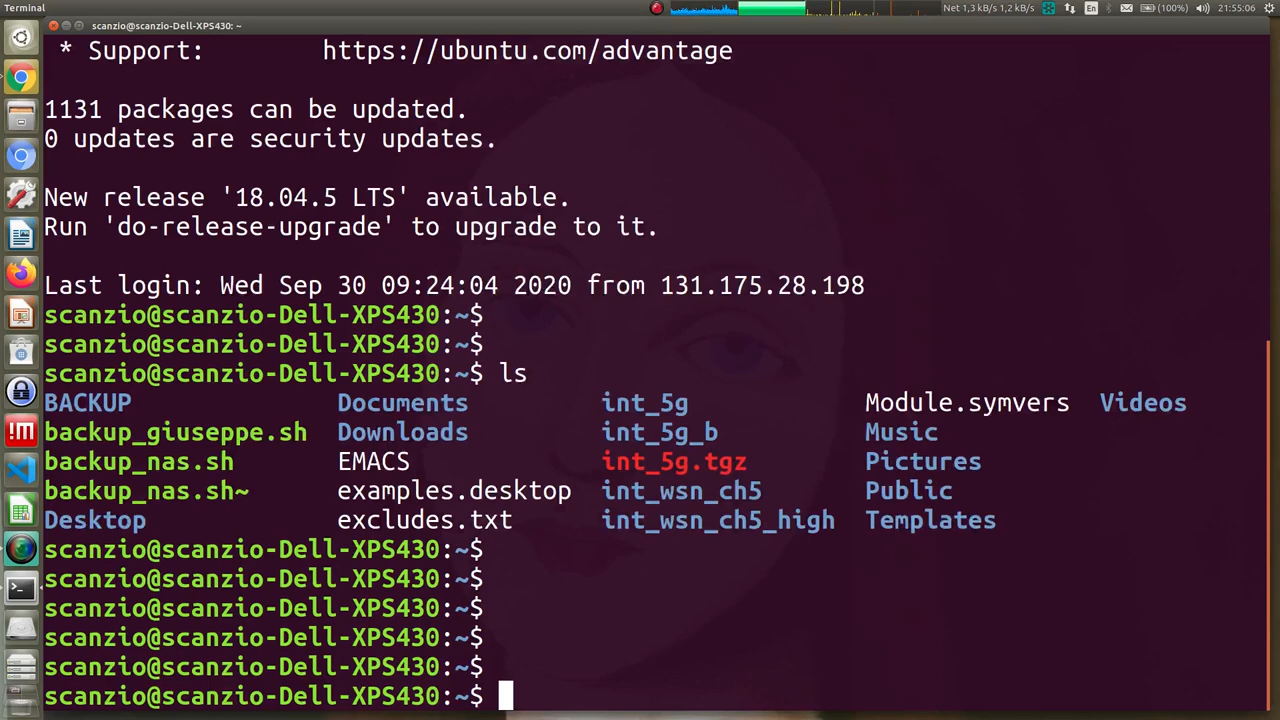 Terminal
Net 1,3 kB/s 1,2 kB/s En (100%) 21:55:06
scanzio@scanzio-Dell-XPS430: ~
* Support: https://ubuntu.com/advantage
1131 packages can be updated.
0 updates are security updates.
New release '18.04.5 LTS' available.
Run 'do-release-upgrade' to upgrade to it.
Last login: Wed Sep 30 09:24:04 2020 from 131.175.28.198
scanzio@scanzio-Dell-XPS430:~$
scanzio@scanzio-Dell-XPS430:~$
scanzio@scanzio-Dell-XPS430:~$ ls
BACKUP Documents int_5g Module.symvers Videos
backup_giuseppe.sh Downloads int_5g_b Music
backup_nas.sh EMACS int_5g.tgz Pictures
backup_nas.sh~ examples.desktop int_wsn_ch5 Public
Desktop excludes.txt int_wsn_ch5_high Templates
scanzio@scanzio-Dell-XPS430:~$
scanzio@scanzio-Dell-XPS430:~$
scanzio@scanzio-Dell-XPS430:~$
scanzio@scanzio-Dell-XPS430:~$
scanzio@scanzio-Dell-XPS430:~$
scanzio@scanzio-Dell-XPS430:~$
!M